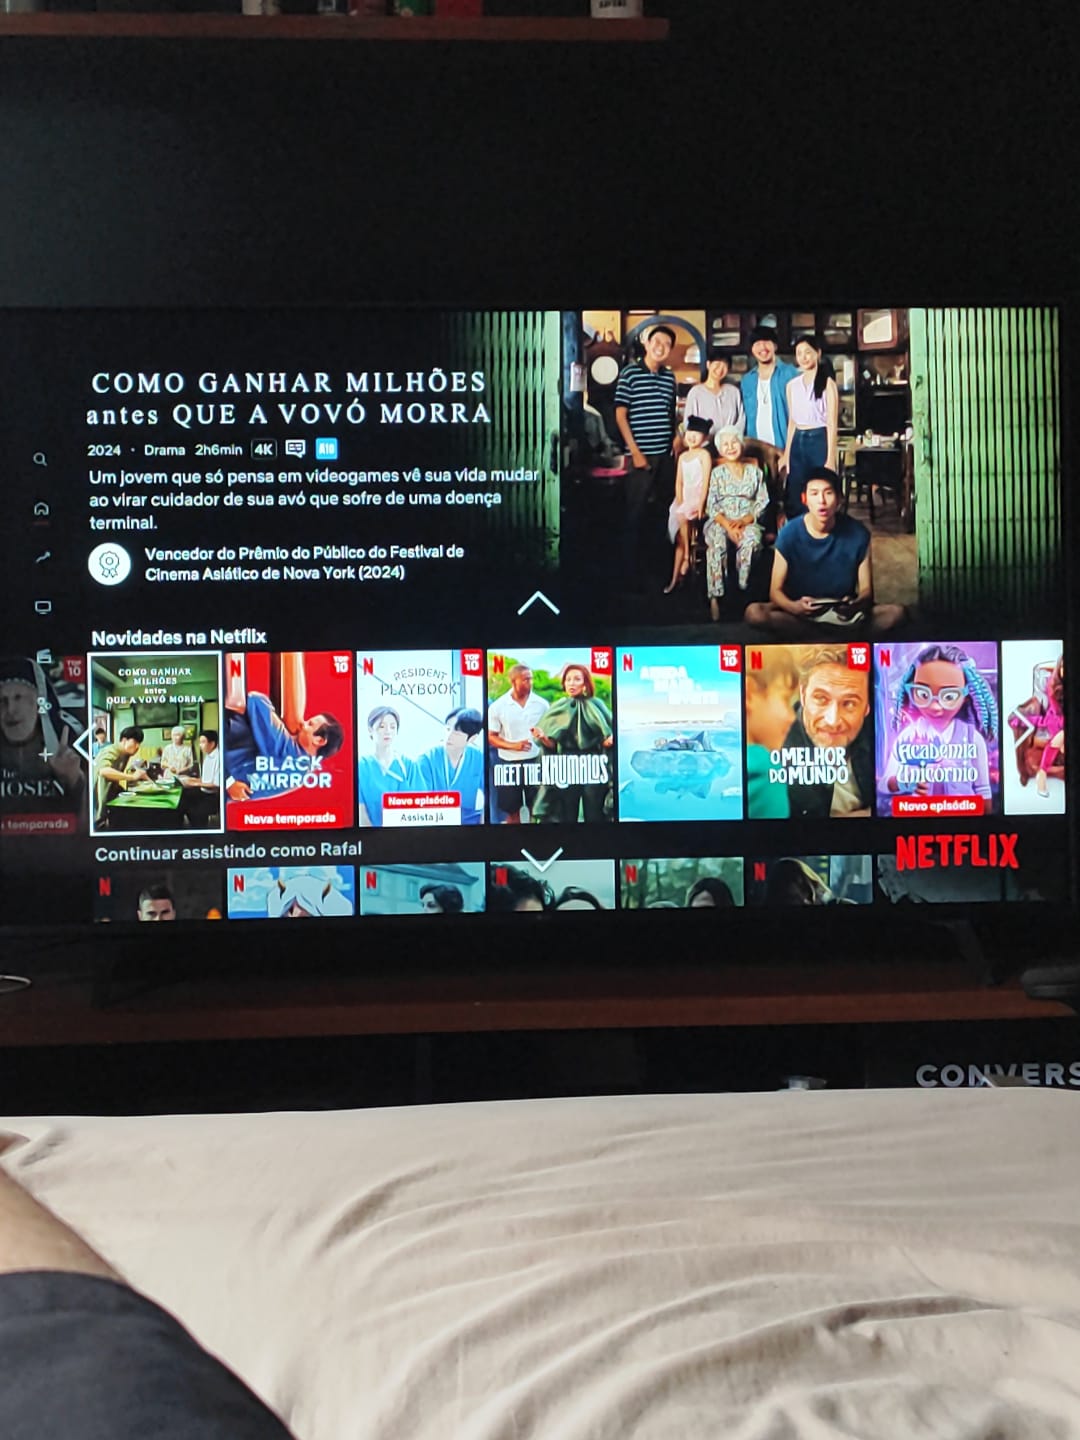 COMO GANHAR MILHÕES
antes QUE A VOVÓ MORRA
2024 · Drama 2h6min 4K A10
Um jovem que só pensa em videogames vê sua vida mudar
ao virar cuidador de sua avó que sofre de uma doença
terminal.
Vencedor do Prêmio do Público do Festival de
Cinema Asiático de Nova York (2024)
Novidades na Netflix
TOP
10
COMO GANHAR
MILHÕES
antes
QUE A VOVÓ MORRA
N
TOP
10
BLACK
MIRROR
Nova temporada
N
TOP
10
RESIDENT
PLAYBOOK
Novo episódio
Assista já
N
TOP
10
MEET THE KHUMALOS
N
TOP
10
N
TOP
10
O MELHOR
DO MUNDO
N
Academia
Unicórnio
Novo episódio
temporada
Continuar assistindo como Rafal
NETFLIX
N
N
N
N
N
N
CONVERS